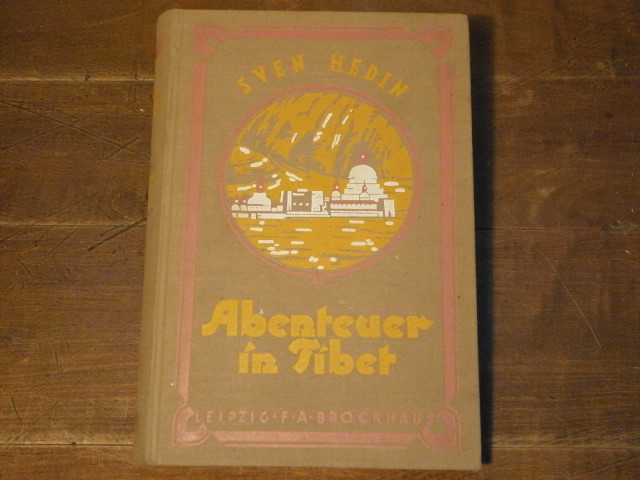 SVEN HEDIN
Abenteuer
in Tibet
LEIPZIG · F · A · BROCKHAUS